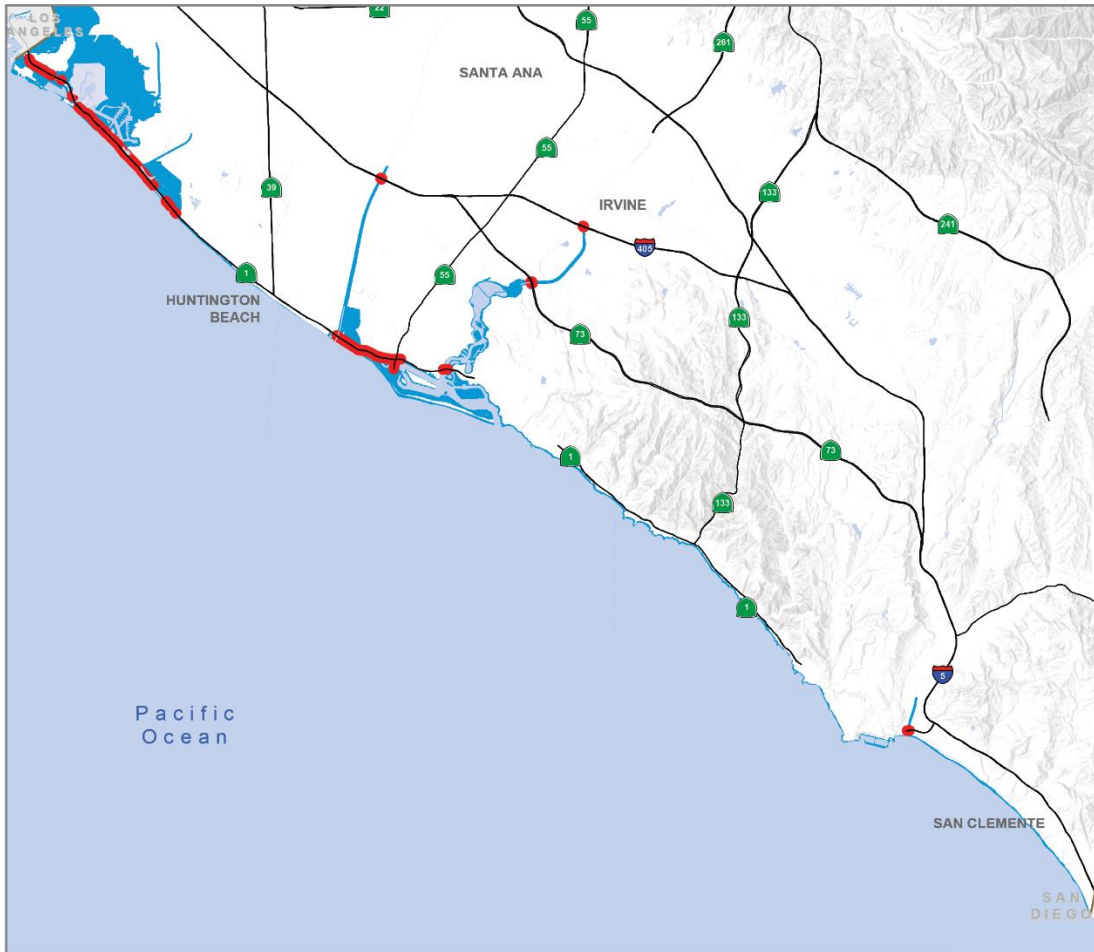 LOS
ANGELES
22
55
261
SANTA ANA
55
39
133
IRVINE
241
405
1
55
HUNTINGTON
BEACH
133
73
73
1
133
1
5
Pacific
Ocean
SAN CLEMENTE
SAN
DIEGO